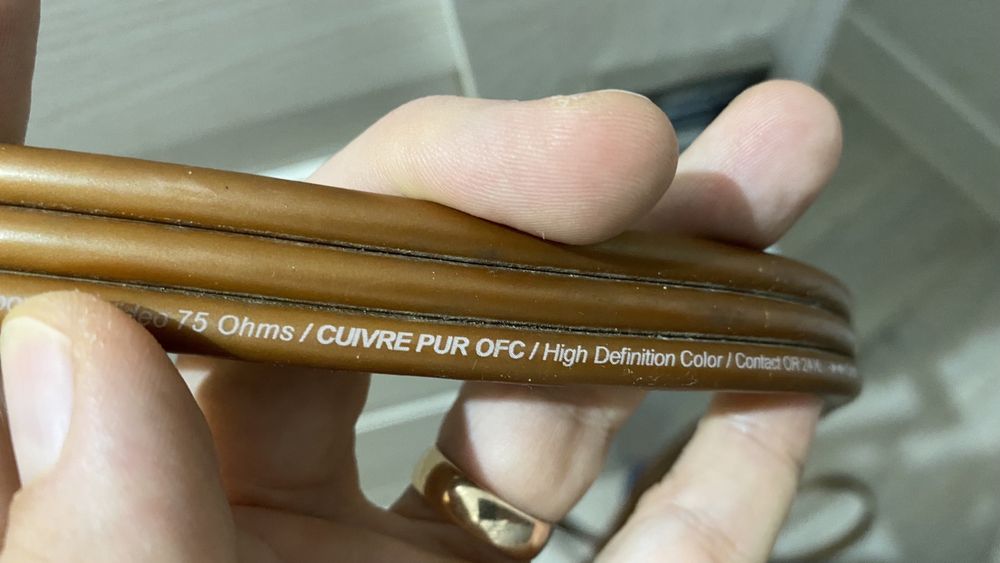 75 Ohms / CUIVRE PUR OFC / High Definition Color / Contact OR